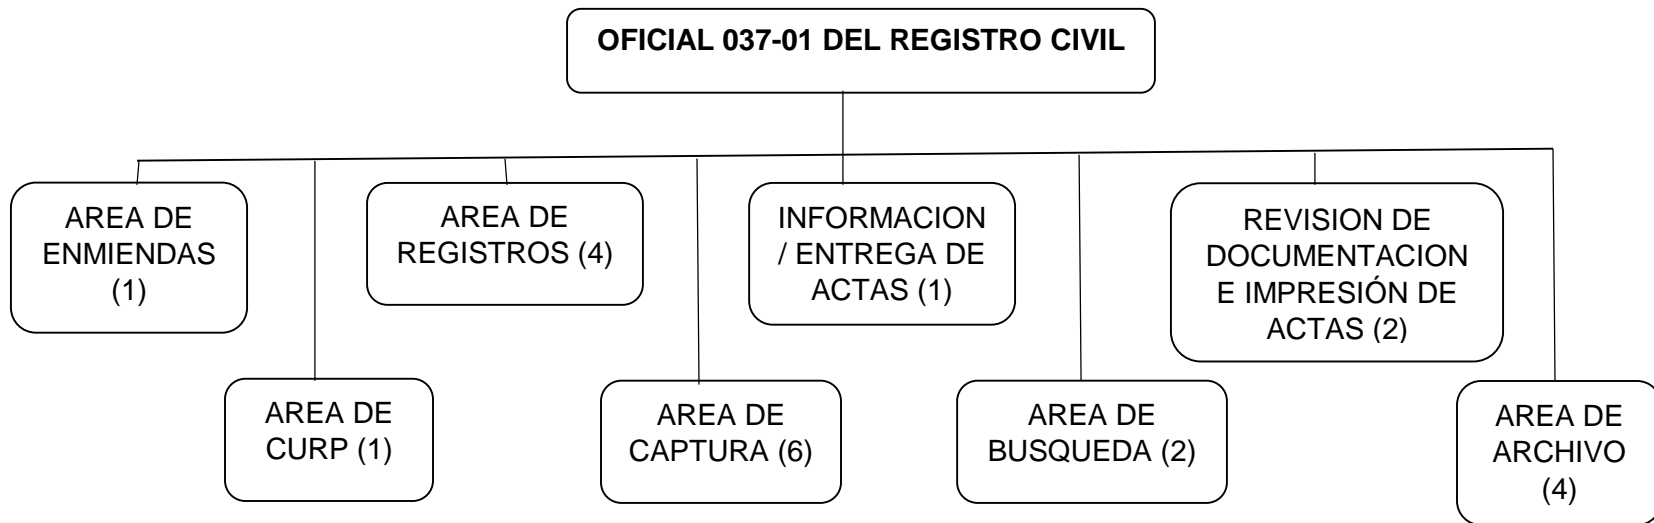 OFICIAL 037-01 DEL REGISTRO CIVIL
AREA DE
ENMIENDAS
(1)
AREA DE
REGISTROS (4)
INFORMACION
/ ENTREGA DE
ACTAS (1)
REVISION DE
DOCUMENTACION
E IMPRESIÓN DE
ACTAS (2)
AREA DE
CURP (1)
AREA DE
CAPTURA (6)
AREA DE
BUSQUEDA (2)
AREA DE
ARCHIVO
(4)